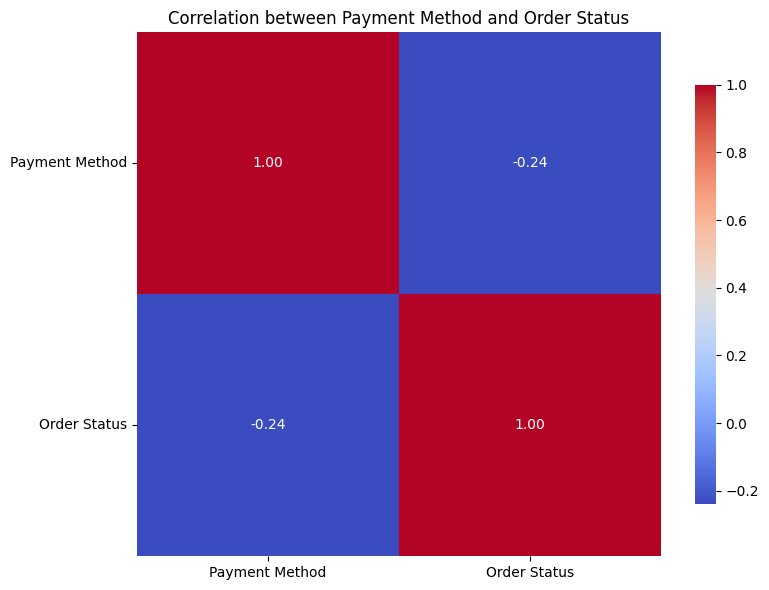 Correlation between Payment Method and Order Status
Payment Method
1.00
-0.24
Order Status
-0.24
1.00
Payment Method
Order Status
1.0
0.8
0.6
0.4
0.2
0.0
−0.2